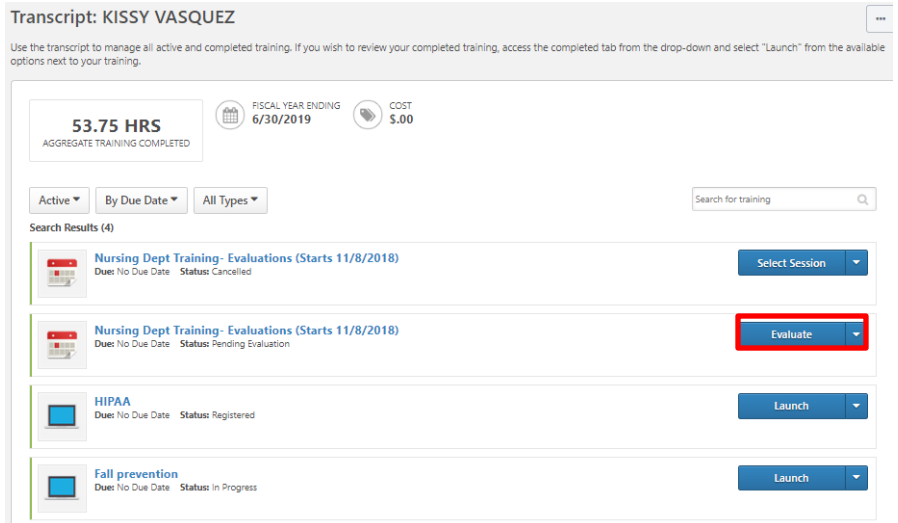 Transcript: KISSY VASQUEZ
Use the transcript to manage all active and completed training. If you wish to review your completed training, access the completed tab from the drop-down and select "Launch" from the available
options next to your training.
53.75 HRS
AGGREGATE TRAINING COMPLETED
FISCAL YEAR ENDING
6/30/2019
COST
$.00
Active
By Due Date
All Types
Search for training
Search Results (4)
Nursing Dept Training- Evaluations (Starts 11/8/2018)
Due: No Due Date Status: Cancelled
Select Session
Nursing Dept Training- Evaluations (Starts 11/8/2018)
Due: No Due Date Status: Pending Evaluation
Evaluate
HIPAA
Due: No Due Date Status: Registered
Launch
Fall prevention
Due: No Due Date Status: In Progress
Launch